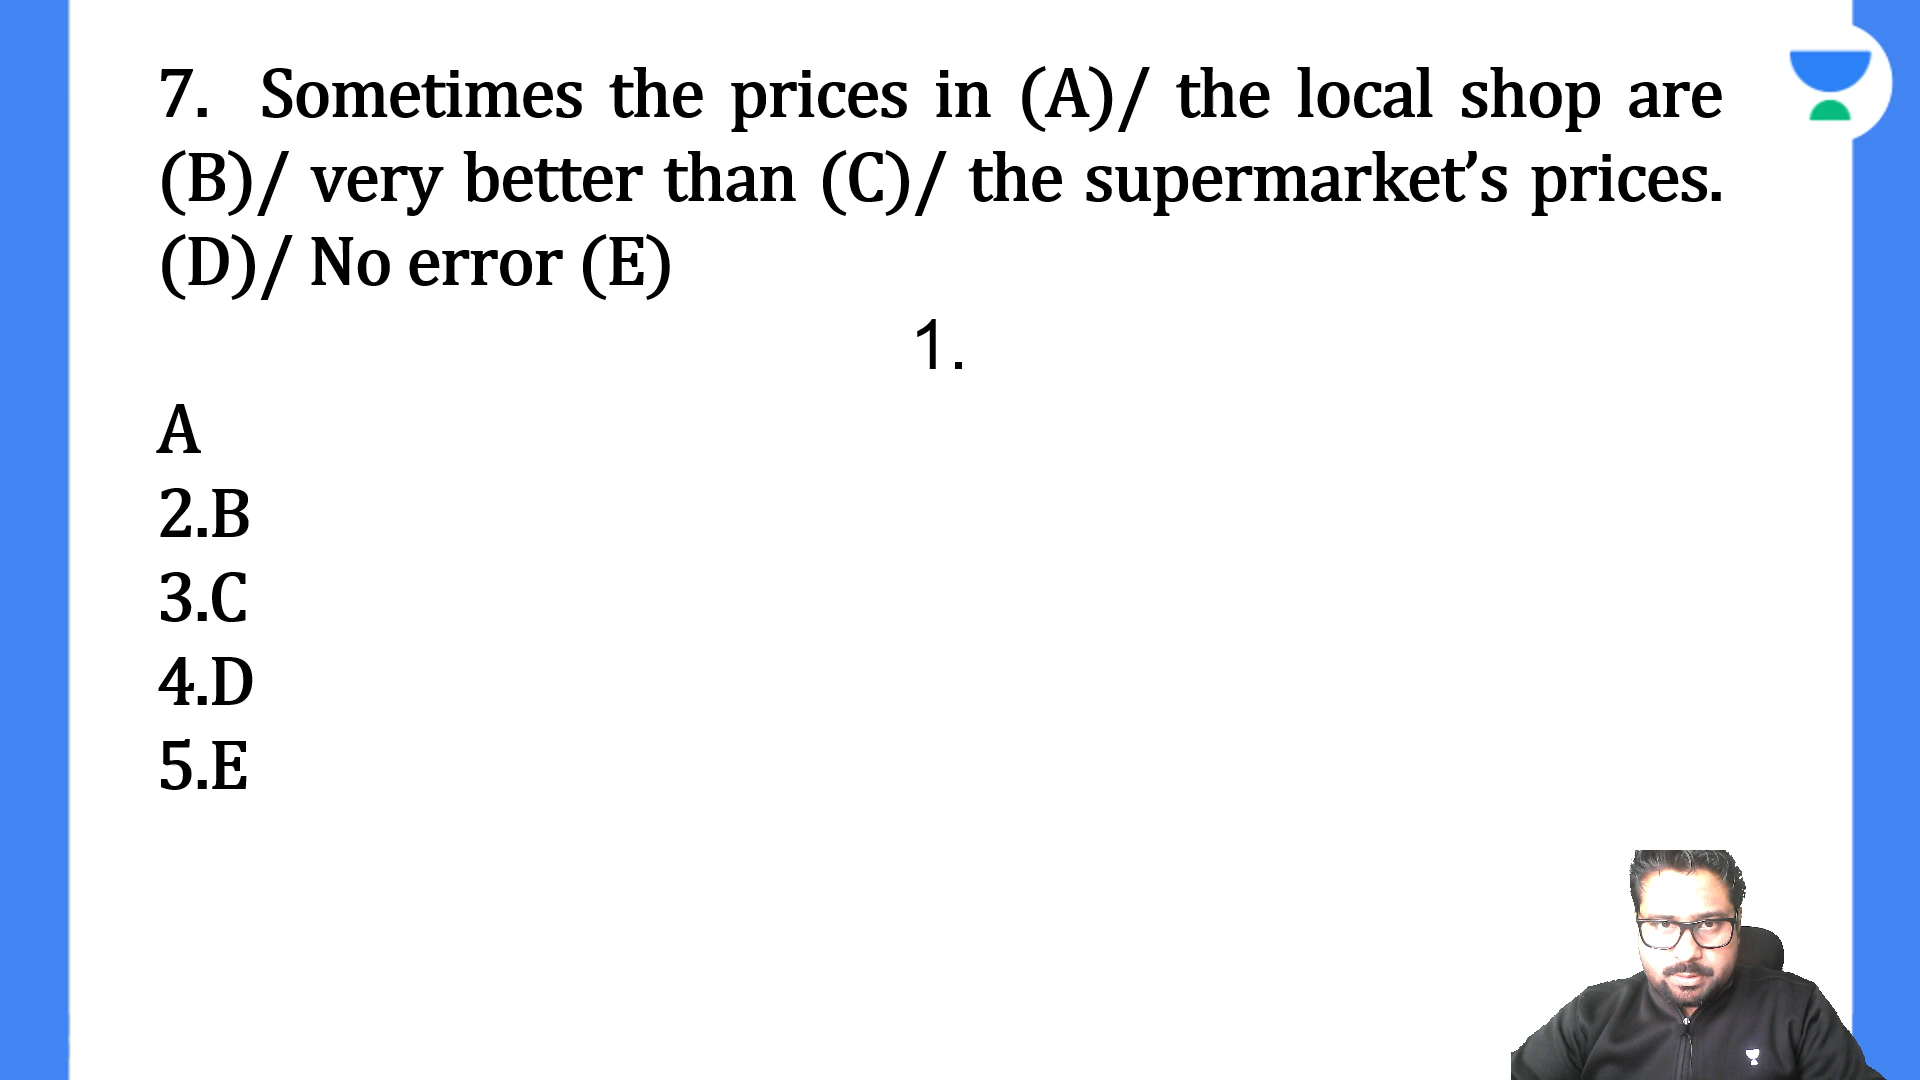 7. Sometimes the prices in (A)/ the local shop are
(B)/ very better than (C)/ the supermarket’s prices.
(D)/ No error (E)
1.
A
2.B
3.C
4.D
5.E